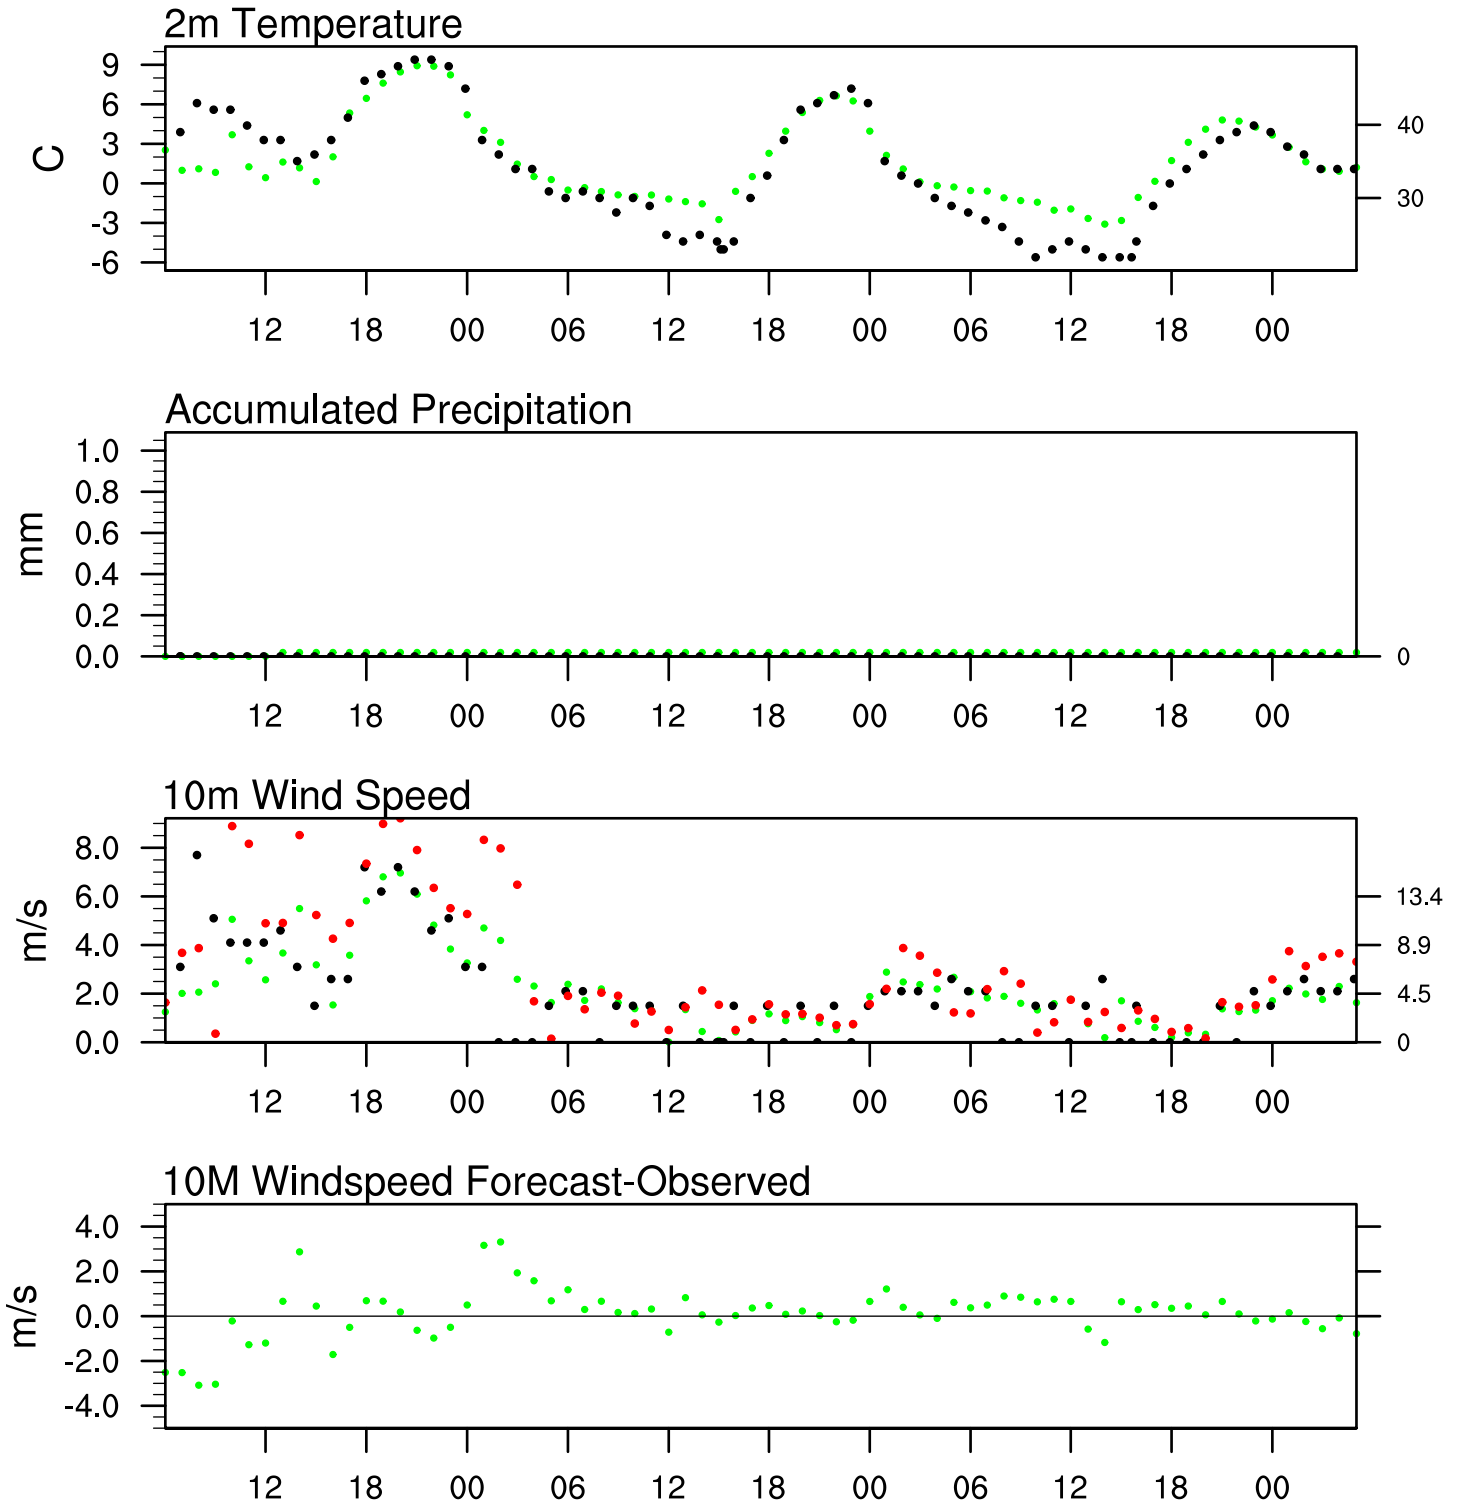 2m Temperature
C
9
6
3
0
-3
-6
40
30
12 18 00 06 12 18 00 06 12 18 00
Accumulated Precipitation
mm
1.0
0.8
0.6
0.4
0.2
0.0
0
12 18 00 06 12 18 00 06 12 18 00
10m Wind Speed
m/s
8.0
6.0
4.0
2.0
0.0
13.4
8.9
4.5
0
12 18 00 06 12 18 00 06 12 18 00
10M Windspeed Forecast-Observed
m/s
4.0
2.0
0.0
-2.0
-4.0
12 18 00 06 12 18 00 06 12 18 00